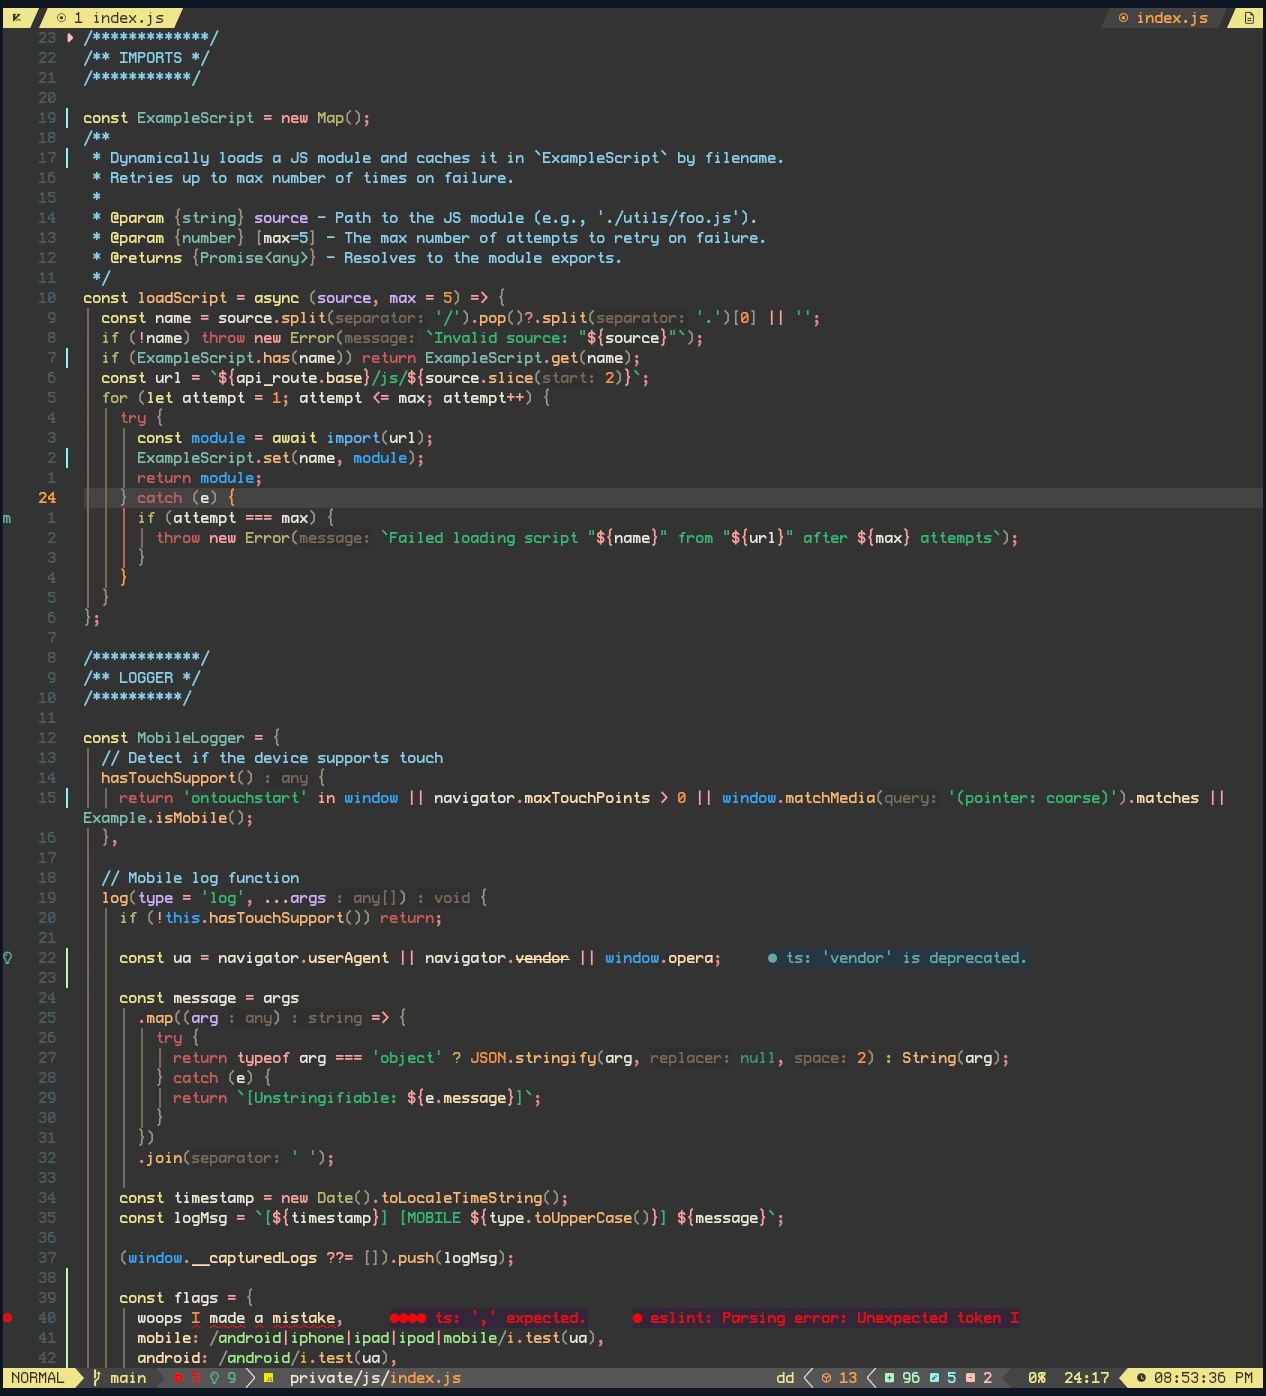 1 index.js index.js
23 /*************/
22 /** IMPORTS */
21 /***********/
20
19 const ExampleScript = new Map();
18 /**
17 * Dynamically loads a JS module and caches it in `ExampleScript` by filename.
16 * Retries up to max number of times on failure.
15 *
14 * @param {string} source - Path to the JS module (e.g., './utils/foo.js').
13 * @param {number} [max=5] - The max number of attempts to retry on failure.
12 * @returns {Promise<any>} - Resolves to the module exports.
11 */
10 const loadScript = async (source, max = 5) => {
9 const name = source.split(separator: '/').pop()?.split(separator: '.')[0] || '';
8 if (!name) throw new Error(message: `Invalid source: "${source}"`);
7 if (ExampleScript.has(name)) return ExampleScript.get(name);
6 const url = `${api_route.base}/js/${source.slice(start: 2)}`;
5 for (let attempt = 1; attempt <= max; attempt++) {
4 try {
3 const module = await import(url);
2 ExampleScript.set(name, module);
1 return module;
24 } catch (e) {
m 1 if (attempt === max) {
2 throw new Error(message: `Failed loading script "${name}" from "${url}" after ${max} attempts`);
3 }
4 }
5 }
6 };
7
8 /************/
9 /** LOGGER */
10 /**********/
11
12 const MobileLogger = {
13 // Detect if the device supports touch
14 hasTouchSupport() : any {
15 return 'ontouchstart' in window || navigator.maxTouchPoints > 0 || window.matchMedia(query: '(pointer: coarse)').matches ||
Example.isMobile();
16 },
17
18 // Mobile log function
19 log(type = 'log', ...args : any[]) : void {
20 if (!this.hasTouchSupport()) return;
21
22 const ua = navigator.userAgent || navigator.vendor || window.opera; ● ts: 'vendor' is deprecated.
23
24 const message = args
25 .map((arg : any) : string => {
26 try {
27 return typeof arg === 'object' ? JSON.stringify(arg, replacer: null, space: 2) : String(arg);
28 } catch (e) {
29 return `[Unstringifiable: ${e.message}]`;
30 }
31 })
32 .join(separator: ' ');
33
34 const timestamp = new Date().toLocaleTimeString();
35 const logMsg = `[${timestamp}] [MOBILE ${type.toUpperCase()}] ${message}`;
36
37 (window.__capturedLogs ??= []).push(logMsg);
38
39 const flags = {
40 woops I made a mistake, ●●●● ts: ',' expected. ● eslint: Parsing error: Unexpected token I
41 mobile: /android|iphone|ipad|ipod|mobile/i.test(ua),
42 android: /android/i.test(ua),
NORMAL main 5 9 private/js/index.js dd 13 96 5 2 0% 24:17 08:53:36 PM